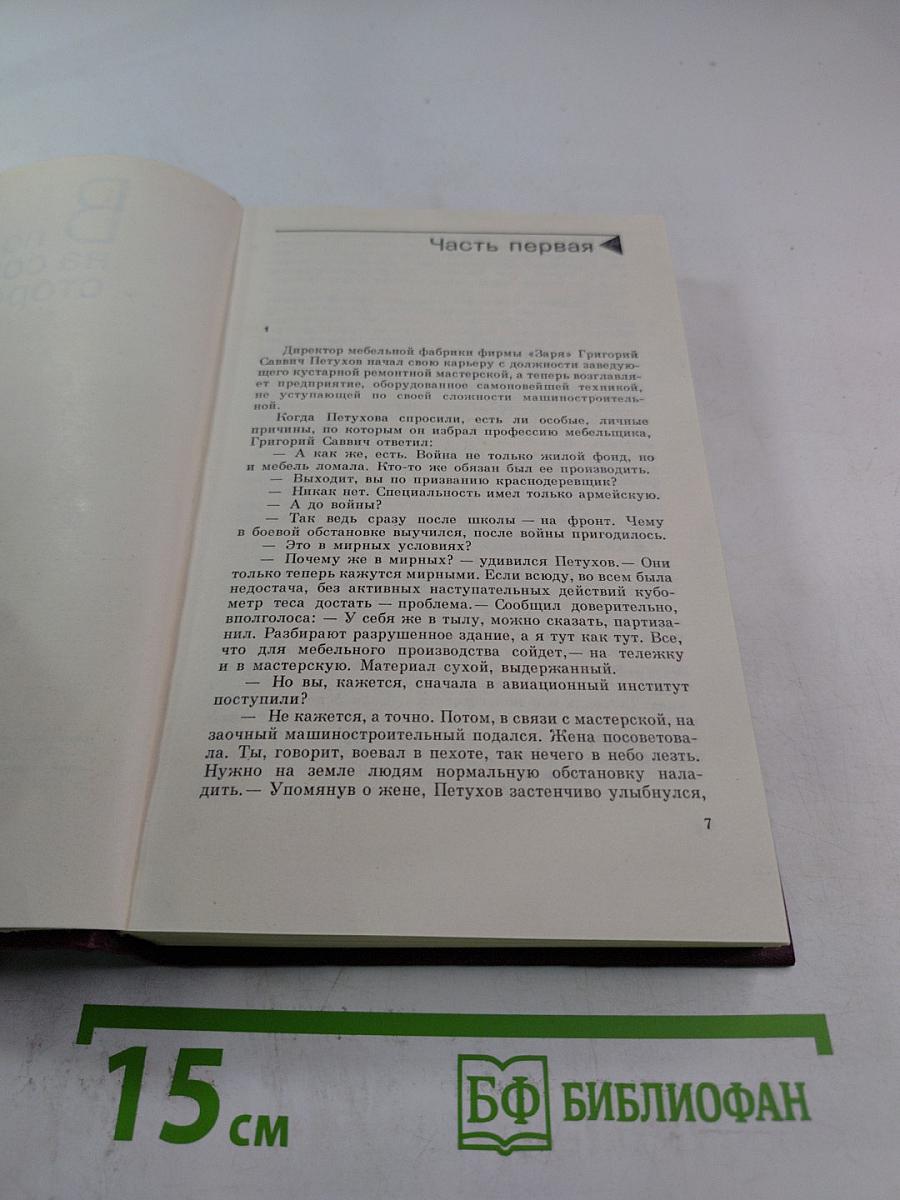 Часть первая
1
Директор мебельной фабрики фирмы «Заря» Григорий
Саввич Петухов начал свою карьеру с должности заведую-
щего кустарной ремонтной мастерской, а теперь возглавля-
ет предприятие, оборудованное самоновейшей техникой,
не уступающей по своей сложности машиностроитель-
ной.
Когда Петухова спросили, есть ли особые, личные
причины, по которым он избрал профессию мебельщика,
Григорий Саввич ответил:
— А как же, есть. Война не только жилой фонд, но
и мебель ломала. Кто-то же обязан был ее производить.
— Выходит, вы по призванию краснодеревщик?
— Никак нет. Специальность имел только армейскую.
— А до войны?
— Так ведь сразу после школы — на фронт. Чему
в боевой обстановке выучился, после войны пригодилось.
— Это в мирных условиях?
— Почему же в мирных? — удивился Петухов.— Они
только теперь кажутся мирными. Если всюду, во всем была
недостача, без активных наступательных действий кубо-
метр теса достать — проблема.— Сообщил доверительно,
вполголоса: — У себя же в тылу, можно сказать, партиза-
нил. Разбирают разрушенное здание, а я тут как тут. Все,
что для мебельного производства сойдет,— на тележку
и в мастерскую. Материал сухой, выдержанный.
— Но вы, кажется, сначала в авиационный институт
поступили?
— Не кажется, а точно. Потом, в связи с мастерской, на
заочный машиностроительный подался. Жена посоветова-
ла. Ты, говорит, воевал в пехоте, так нечего в небо лезть.
Нужно на земле людям нормальную обстановку нала-
дить.— Упомянув о жене, Петухов застенчиво улыбнулся,
7
15 см
БФ БИБЛИОФАН